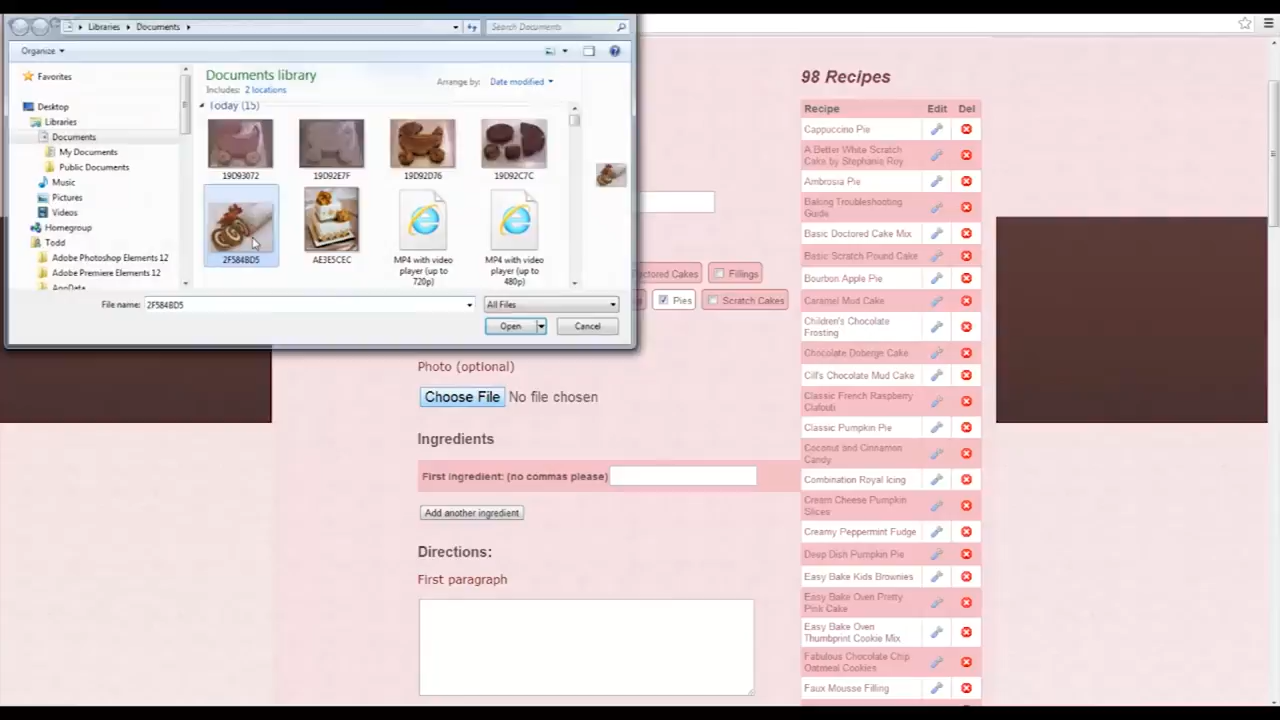 Libraries ▸ Documents ▸
Search Documents
Organize ▾
Favorites
Desktop
Libraries
Documents
My Documents
Public Documents
Music
Pictures
Videos
Homegroup
Todd
Adobe Photoshop Elements 12
Adobe Premiere Elements 12
AppData
Documents library
Includes: 2 locations
Arrange by: Date modified ▾
Today (15)
19D93072
19D92E7F
19D92D76
19D92C7C
2F584BD5
AE3E5CEC
MP4 with video
player (up to
720p)
MP4 with video
player (up to
480p)
File name: 2F584BD5
All Files
Open
Cancel
Doctored Cakes
Fillings
Pies
Scratch Cakes
Photo (optional)
Choose File No file chosen
Ingredients
First ingredient: (no commas please)
Add another ingredient
Directions:
First paragraph
98 Recipes
Recipe Edit Del
Cappuccino Pie
A Better White Scratch
Cake by Stephanie Roy
Ambrosia Pie
Baking Troubleshooting
Guide
Basic Doctored Cake Mix
Basic Scratch Pound Cake
Bourbon Apple Pie
Caramel Mud Cake
Children's Chocolate
Frosting
Chocolate Doberge Cake
Cill's Chocolate Mud Cake
Classic French Raspberry
Clafouti
Classic Pumpkin Pie
Coconut and Cinnamon
Candy
Combination Royal Icing
Cream Cheese Pumpkin
Slices
Creamy Peppermint Fudge
Deep Dish Pumpkin Pie
Easy Bake Kids Brownies
Easy Bake Oven Pretty
Pink Cake
Easy Bake Oven
Thumbprint Cookie Mix
Fabulous Chocolate Chip
Oatmeal Cookies
Faux Mousse Filling